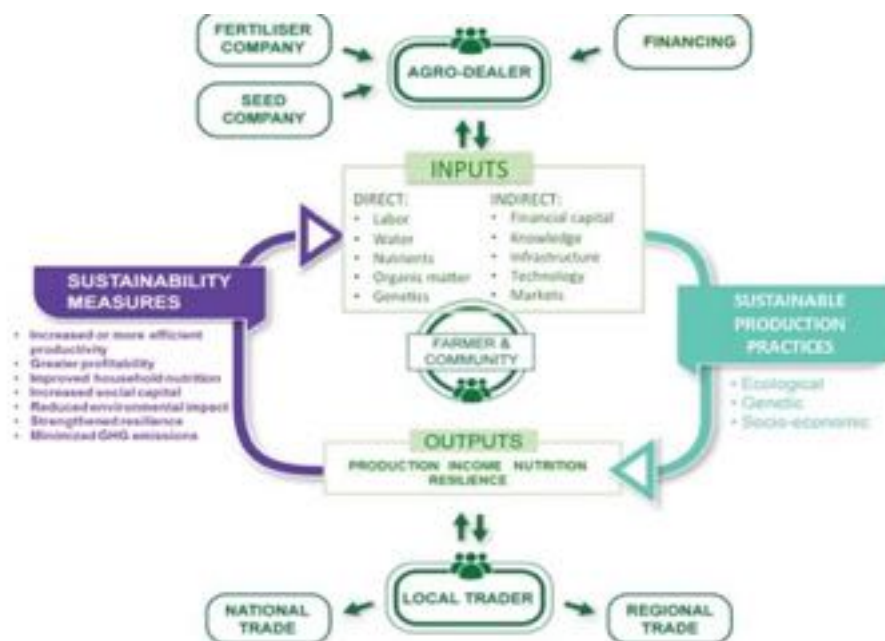 FERTILISER
COMPANY
AGRO-DEALER
FINANCING
SEED
COMPANY
INPUTS
DIRECT:
• Labor
• Water
• Nutrients
• Organic matter
• Genetics
INDIRECT:
• Financial capital
• Knowledge
• Infrastructure
• Technology
• Markets
SUSTAINABILITY
MEASURES
• Increased or more efficient
productivity
• Greater profitability
• Improved household nutrition
• Increased social capital
• Reduced environmental impact
• Strengthened resilience
• Minimized GHG emissions
FARMER &
COMMUNITY
SUSTAINABLE
PRODUCTION
PRACTICES
• Ecological
• Genetic
• Socio-economic
OUTPUTS
PRODUCTION INCOME NUTRITION
RESILIENCE
LOCAL TRADER
NATIONAL
TRADE
REGIONAL
TRADE